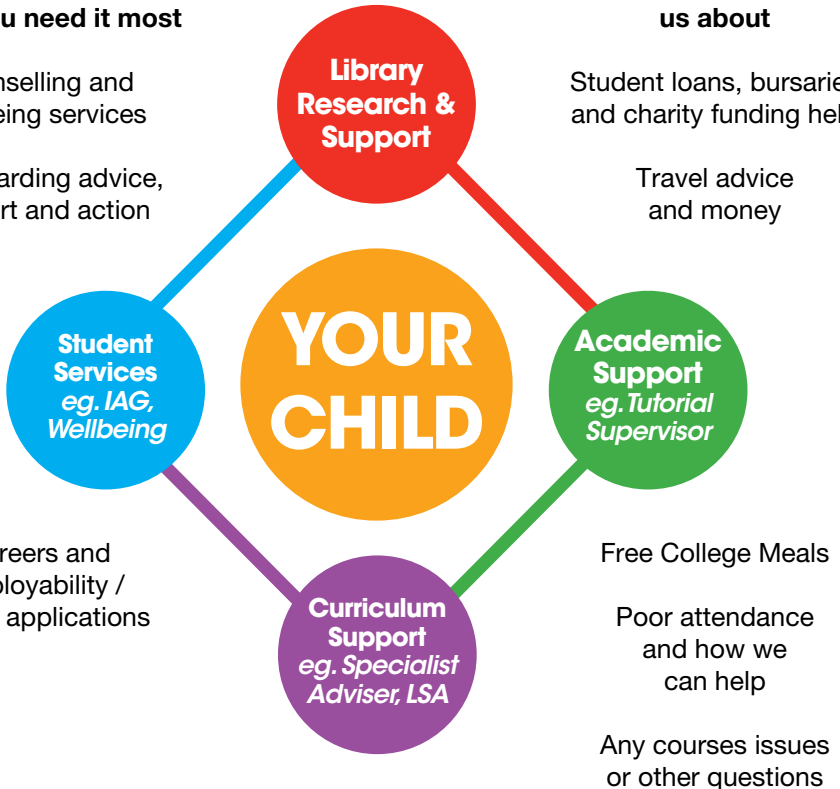 u need it most
nselling and
eing services
arding advice,
rt and action
Library
Research &
Support
us about
Student loans, bursarie
and charity funding hel
Travel advice
and money
Student
Services
eg. IAG,
Wellbeing
YOUR
CHILD
Academic
Support
eg. Tutorial
Supervisor
reers and
ployability /
applications
Curriculum
Support
eg. Specialist
Adviser, LSA
Free College Meals
Poor attendance
and how we
can help
Any courses issues
or other questions